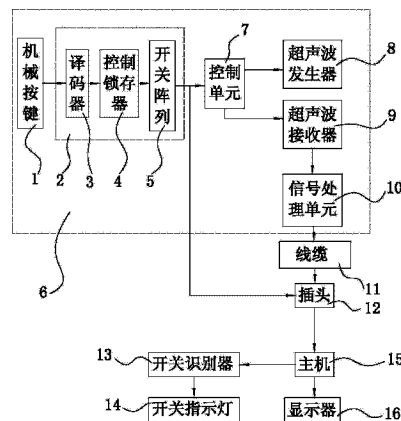 机械按键
译码器
控制锁存器
开关阵列
控制单元
超声波
发生器
超声波
接收器
信号处
理单元
线缆
插头
主机
开关识别器
开关指示灯
显示器
1
2
3
4
5
6
7
8
9
10
11
12
13
14
15
16